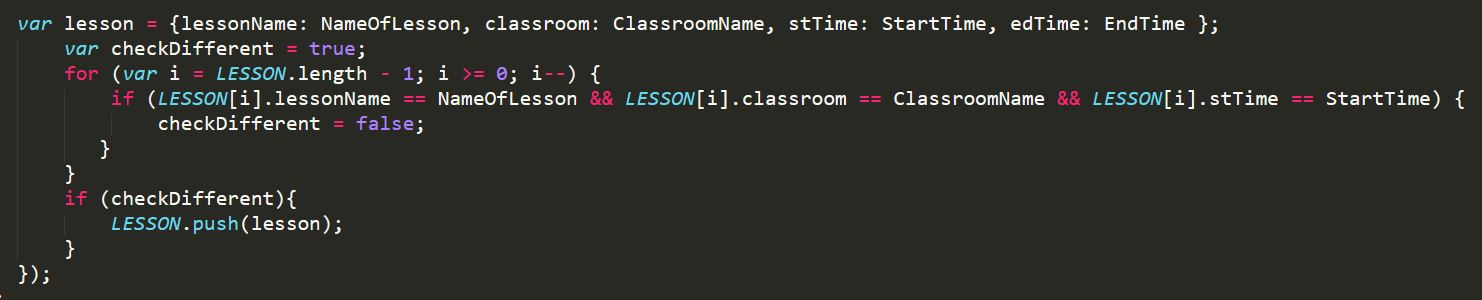 var lesson = {lessonName: NameOfLesson, classroom: ClassroomName, stTime: StartTime, edTime: EndTime };
var checkDifferent = true;
for (var i = LESSON.length - 1; i >= 0; i--) {
if (LESSON[i].lessonName == NameOfLesson && LESSON[i].classroom == ClassroomName && LESSON[i].stTime == StartTime) {
checkDifferent = false;
}
}
if (checkDifferent){
LESSON.push(lesson);
}
});